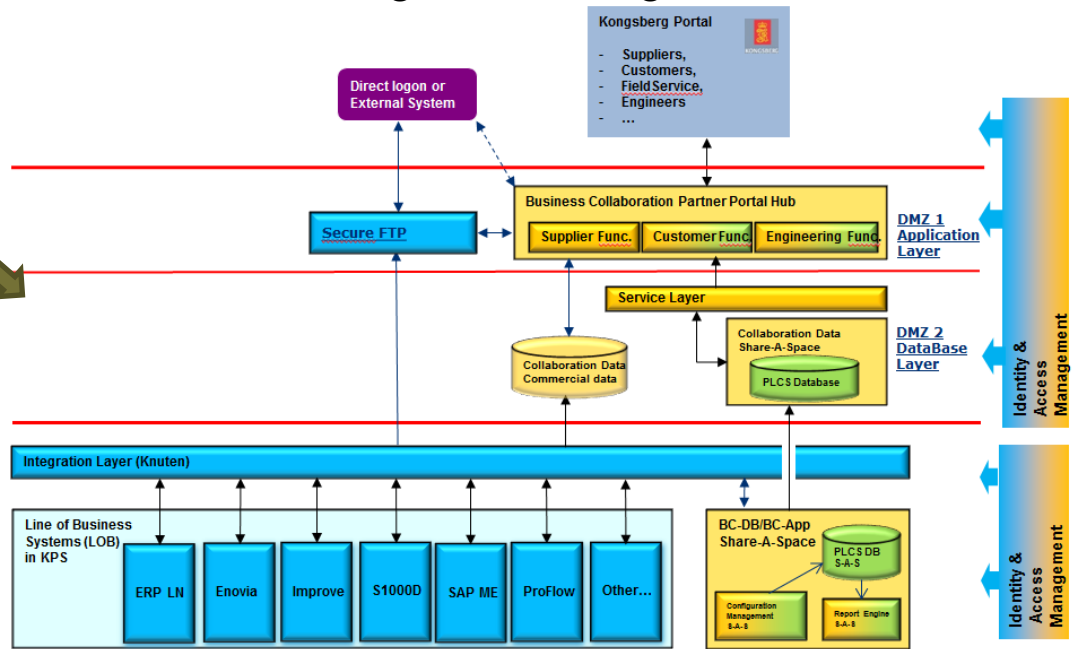 Kongsberg Portal
- Suppliers,
- Customers,
- FieldService,
- Engineers
- …
KONGSBERG
Direct logon or
External System
Business Collaboration Partner Portal Hub
Supplier Func.
Customer Func.
Engineering Func.
Secure FTP
DMZ 1
Application
Layer
Service Layer
Collaboration Data
Commercial data
Collaboration Data
Share-A-Space
PLCS Database
DMZ 2
DataBase
Layer
Identity &
Access
Management
Integration Layer (Knuten)
Line of Business
Systems (LOB)
in KPS
ERP LN
Enovia
Improve
S1000D
SAP ME
ProFlow
Other…
BC-DB/BC-App
Share-A-Space
PLCS DB
S-A-S
Configuration
Management
S-A-S
Report Engine
S-A-S
Identity &
Access
Management